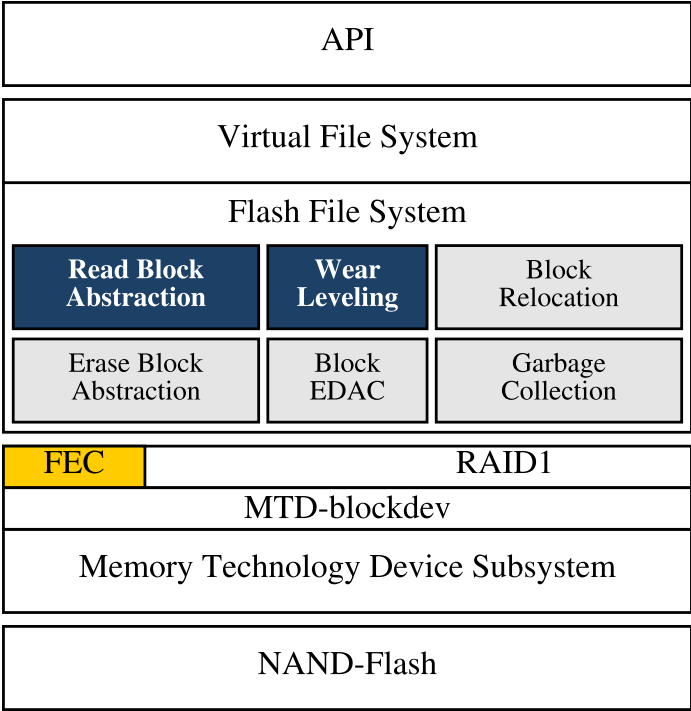 API
Virtual File System
Flash File System
Read Block
Abstraction
Wear
Leveling
Block
Relocation
Erase Block
Abstraction
Block
EDAC
Garbage
Collection
FEC
RAID1
MTD-blockdev
Memory Technology Device Subsystem
NAND-Flash